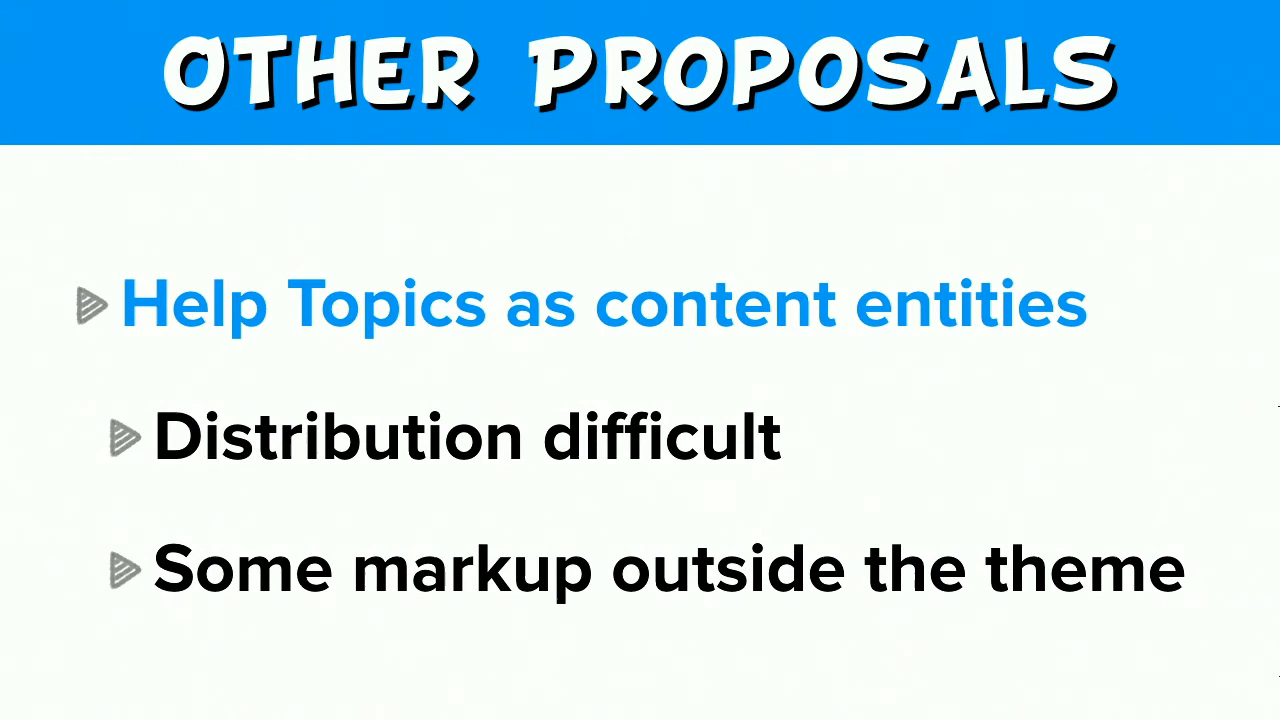 OTHER PROPOSALS
Help Topics as content entities
Distribution difficult
Some markup outside the theme